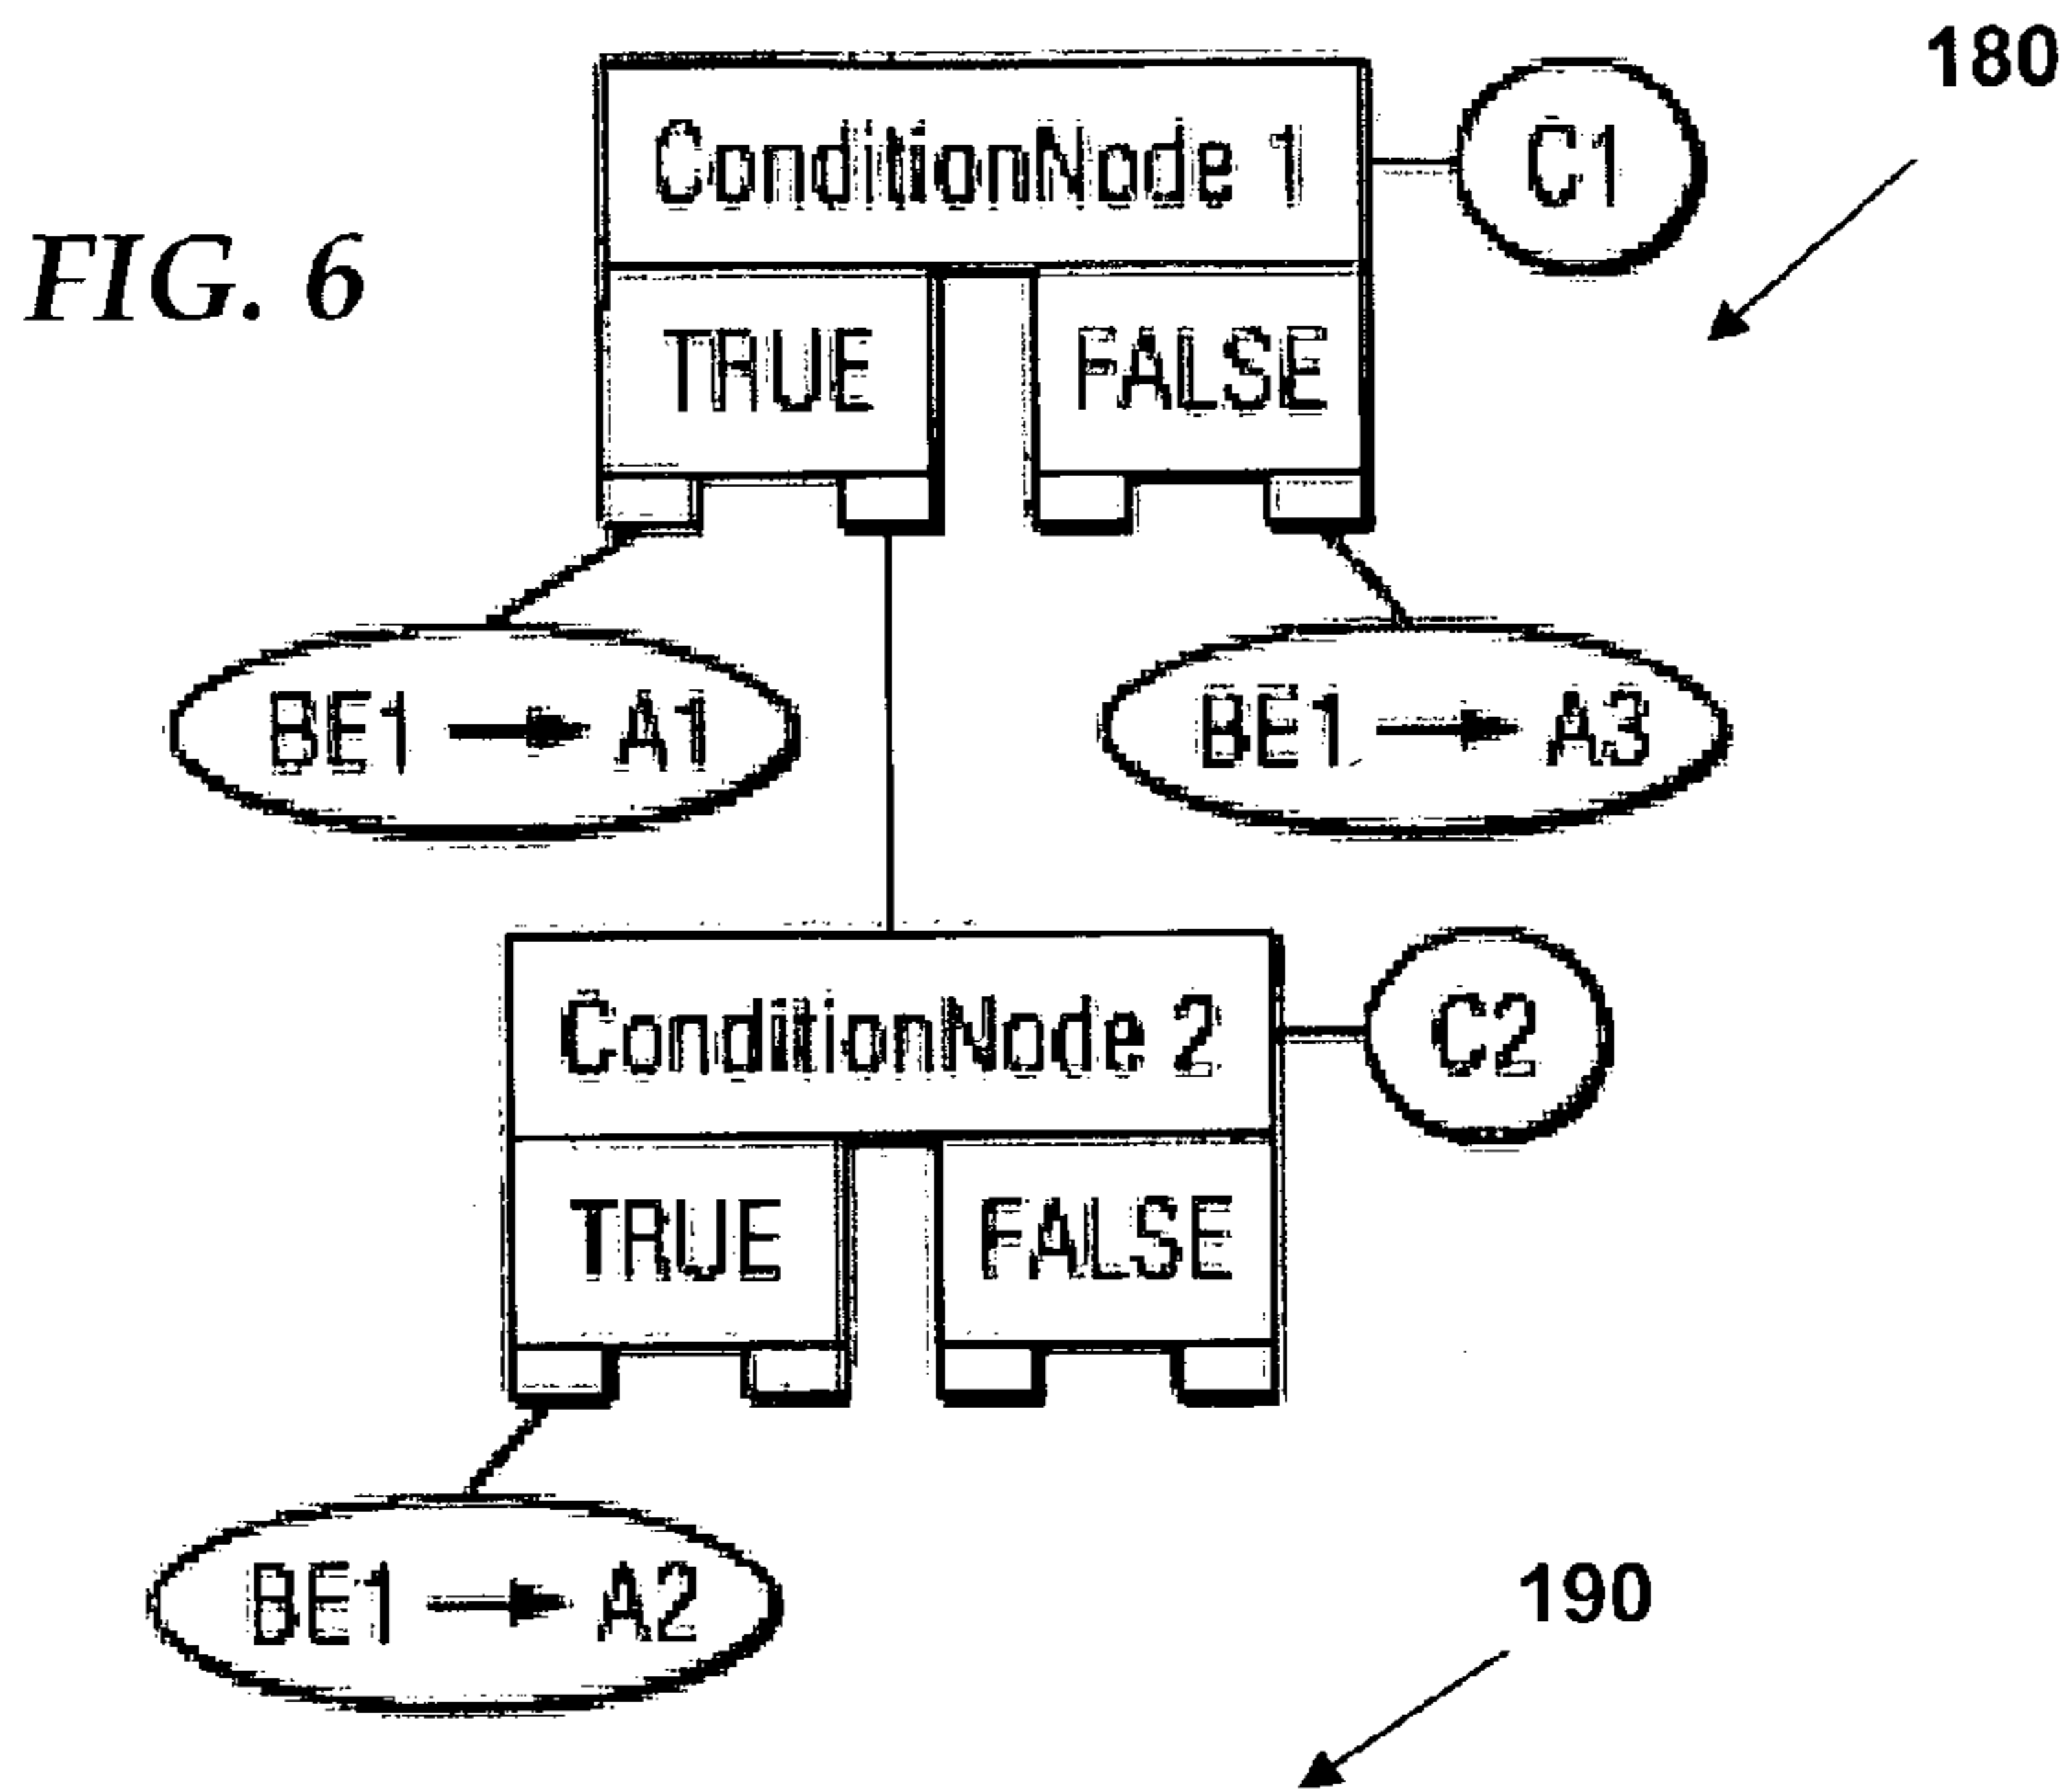 180
ConditionNode 1
C1
FIG. 6
TRUE
FALSE
BE1 → A1
BE1 → A3
ConditionNode 2
C2
TRUE
FALSE
BE1 → A2
190